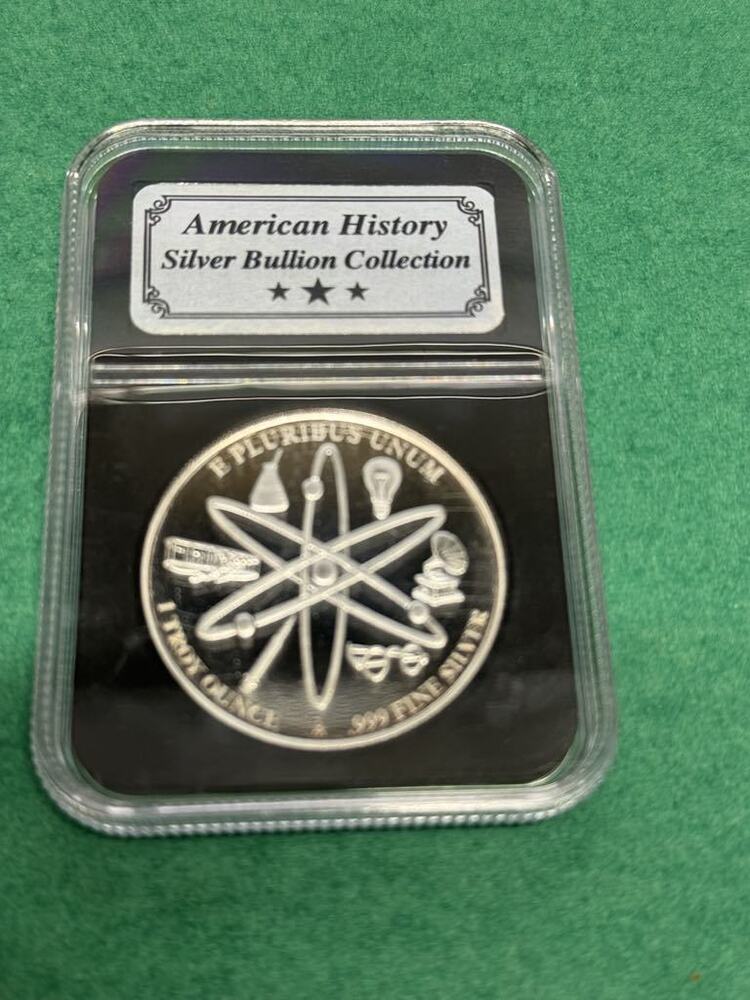 American History
Silver Bullion Collection
E PLURIBUS UNUM
1 TROY OUNCE
.999 FINE SILVER